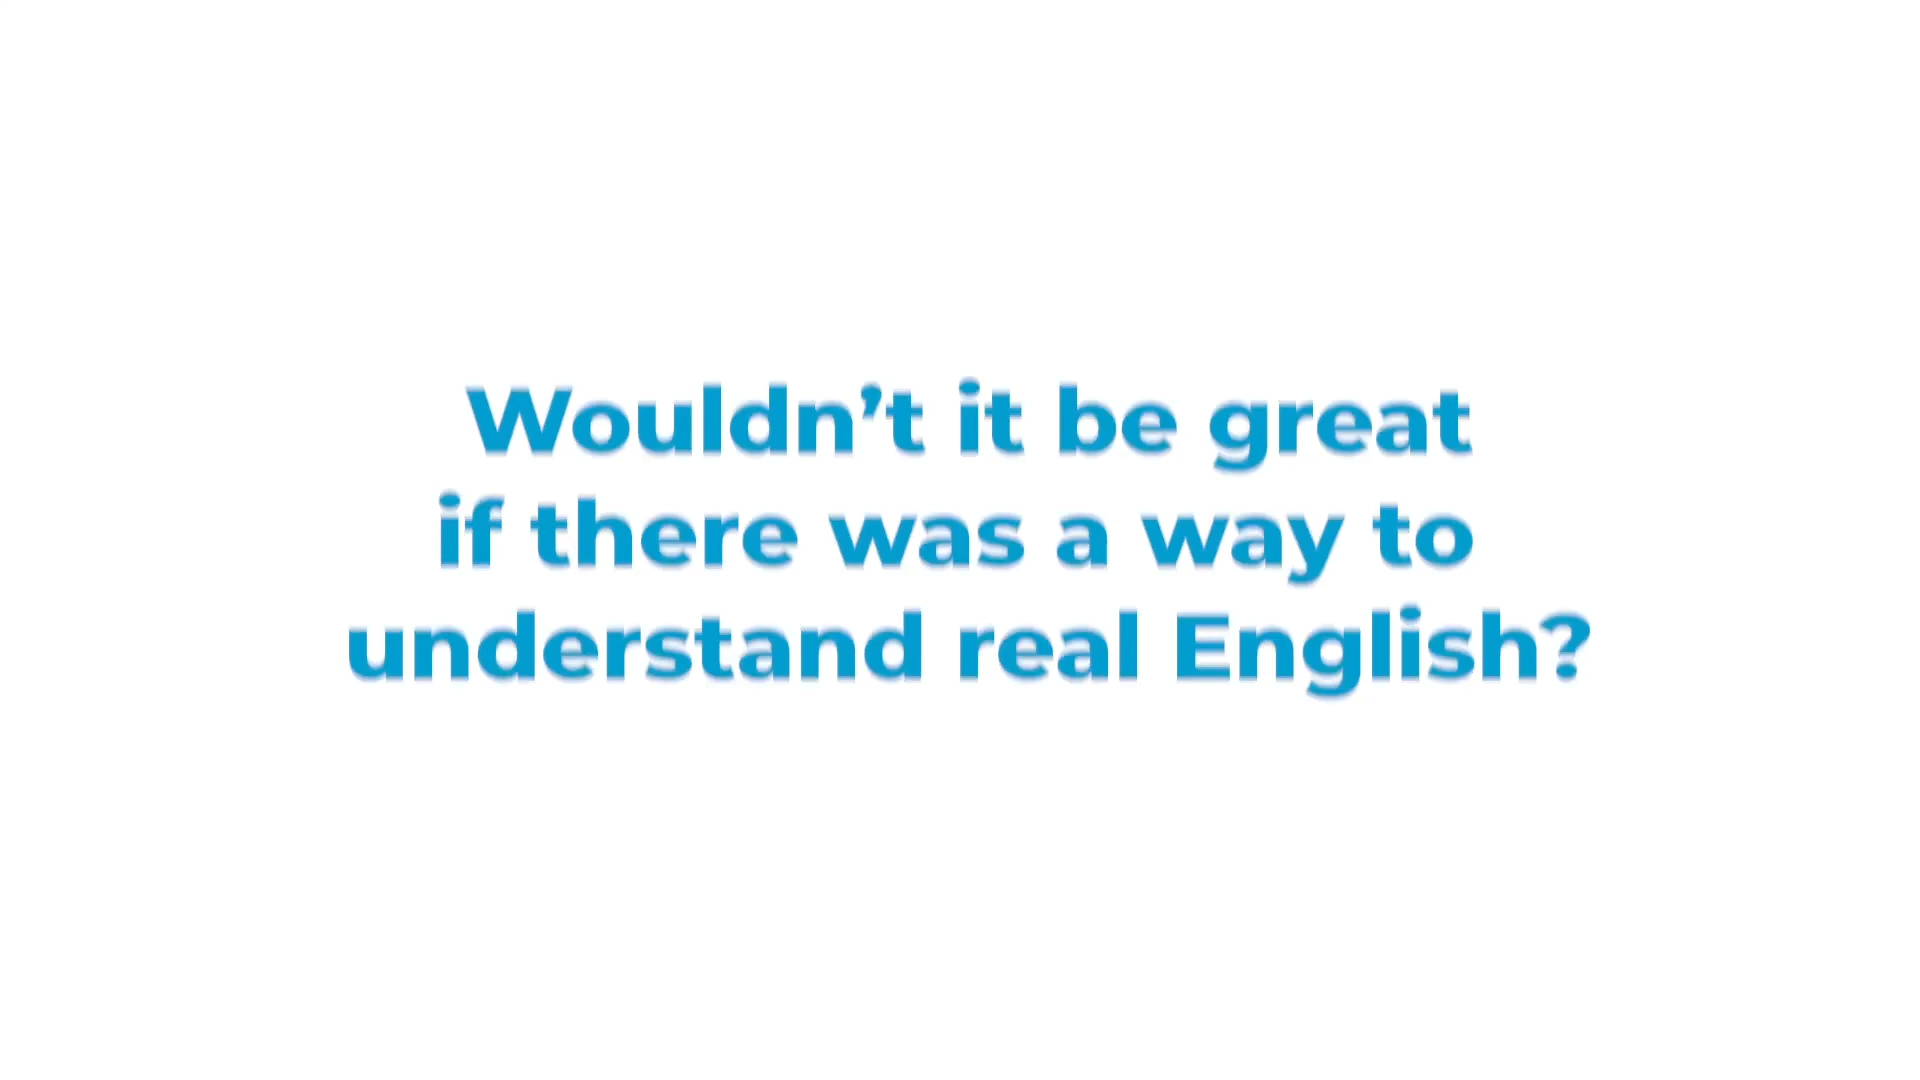 Wouldn’t it be great
if there was a way to
understand real English?